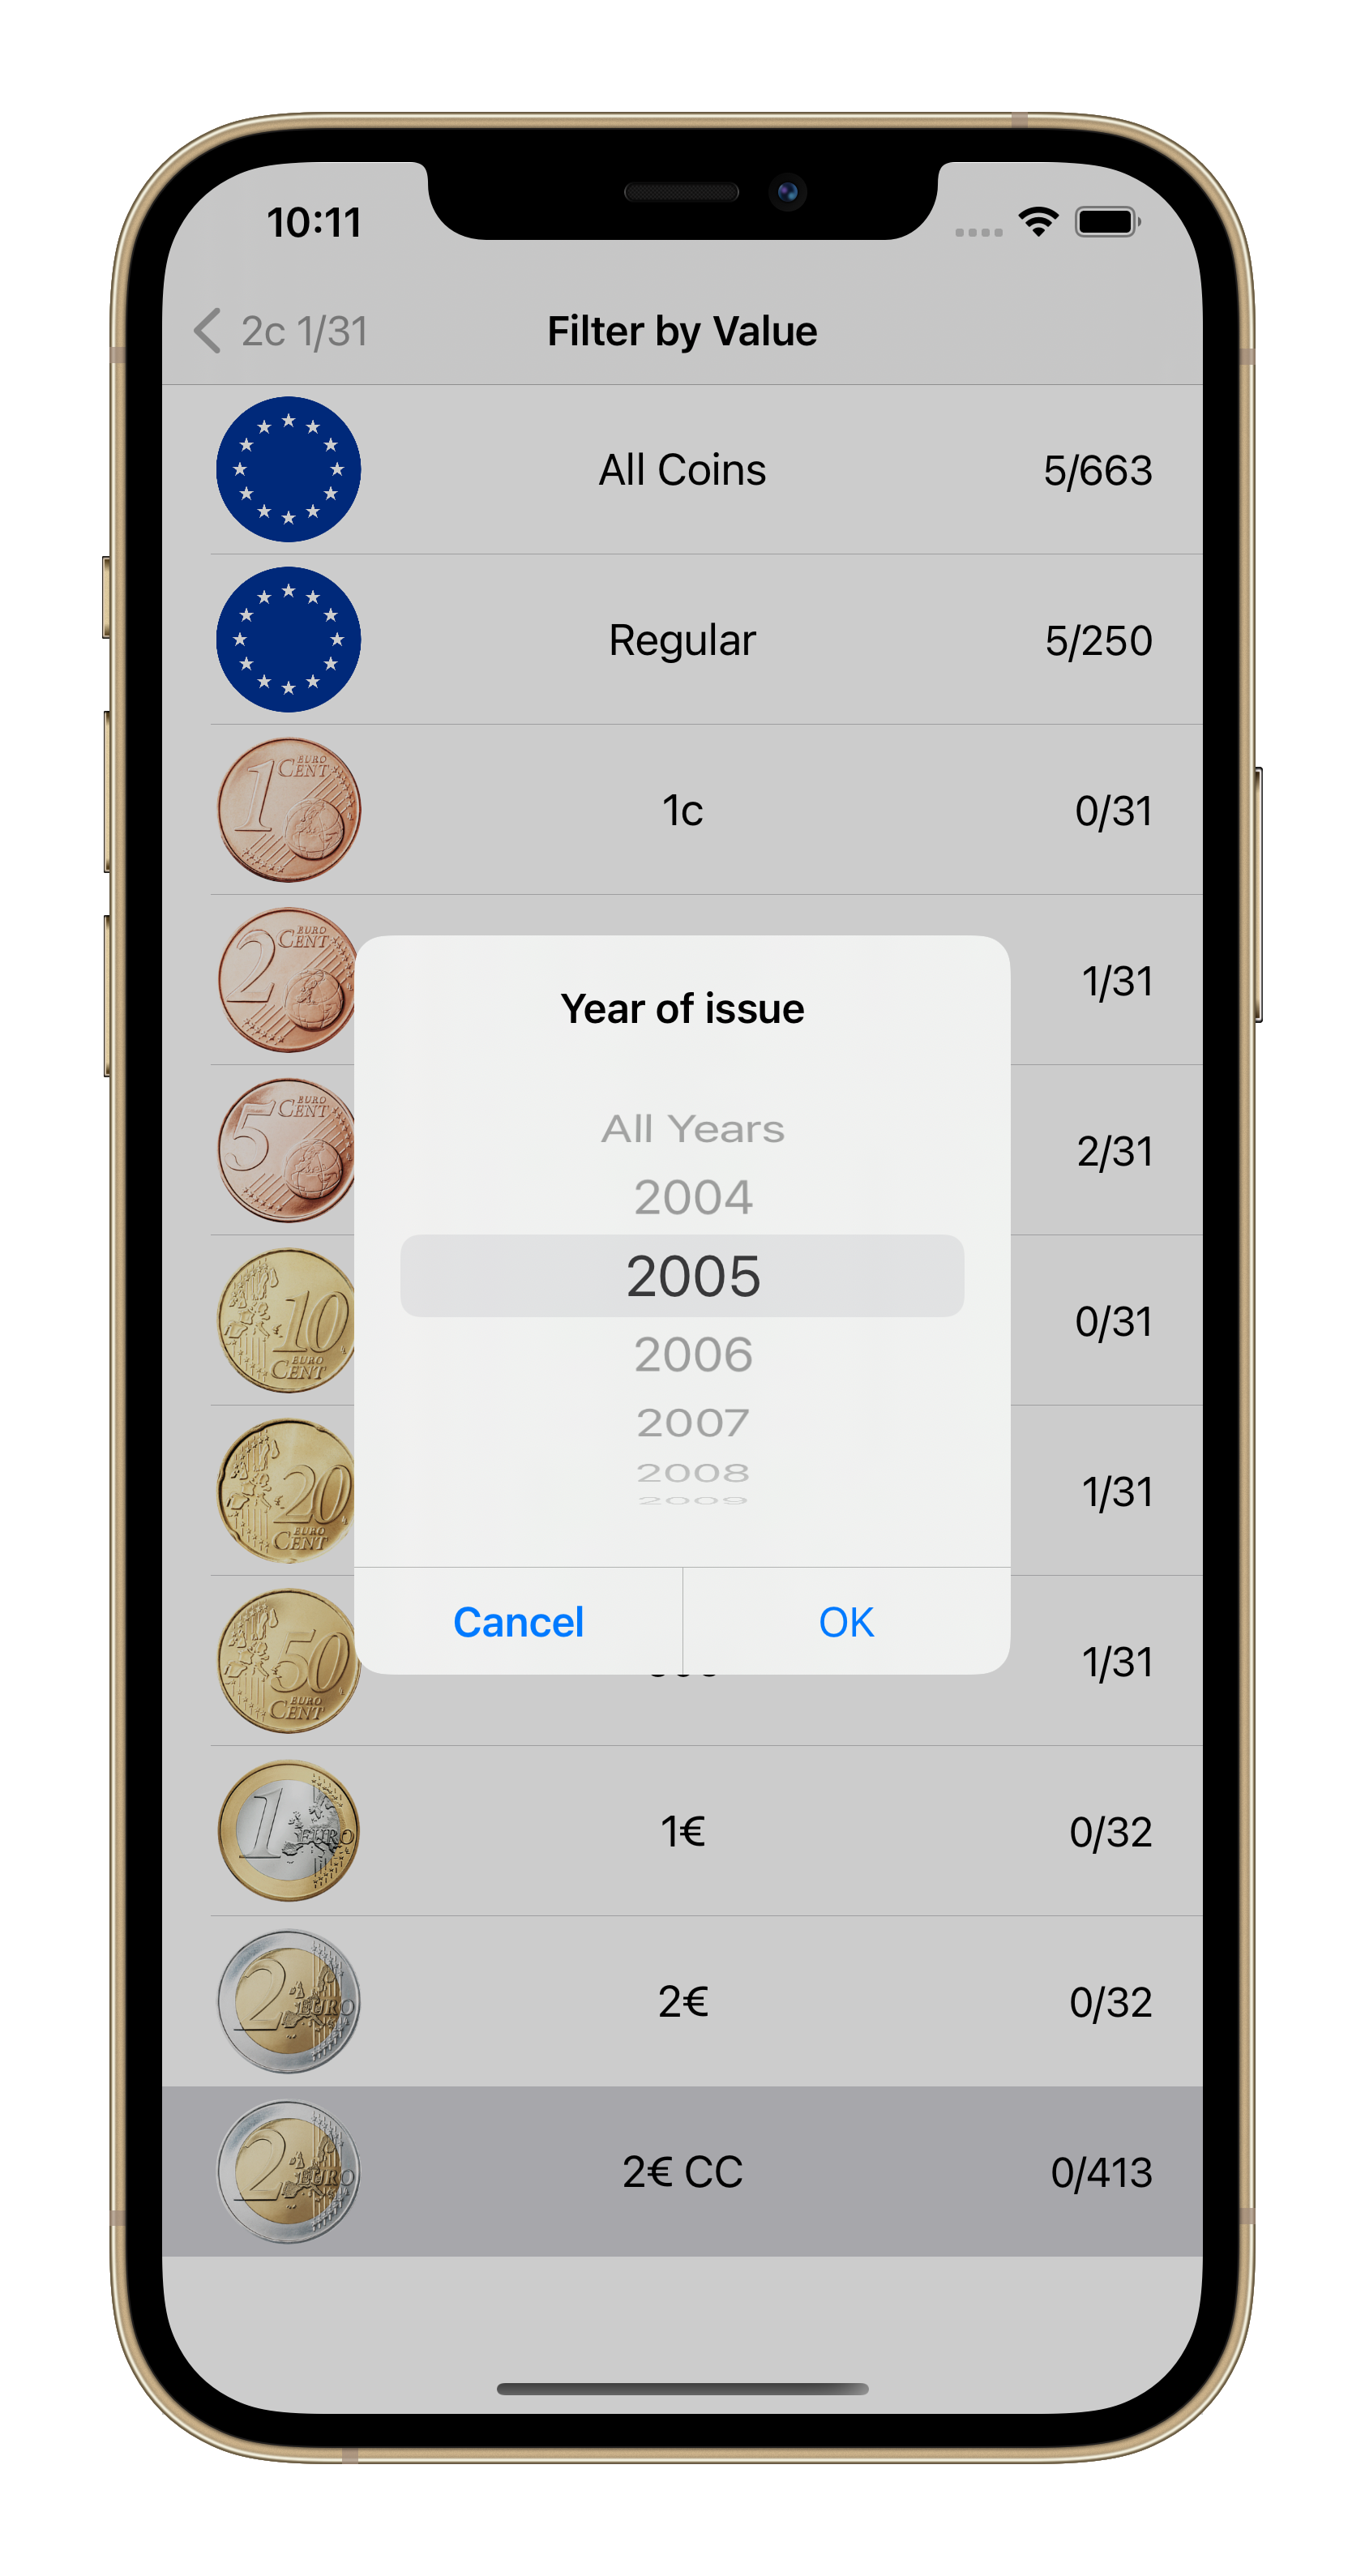 10:11
2c 1/31
Filter by Value
All Coins
5/663
Regular
5/250
1 EURO CENT
1c
0/31
2 EURO CENT
1/31
5 EURO CENT
2/31
10 EURO CENT
0/31
20 EURO CENT
1/31
50 EURO CENT
1/31
Year of issue
All Years
2004
2005
2006
2007
2008
2009
Cancel
OK
1 EURO
1€
0/32
2 EURO
2€
0/32
2 EURO
2€ CC
0/413